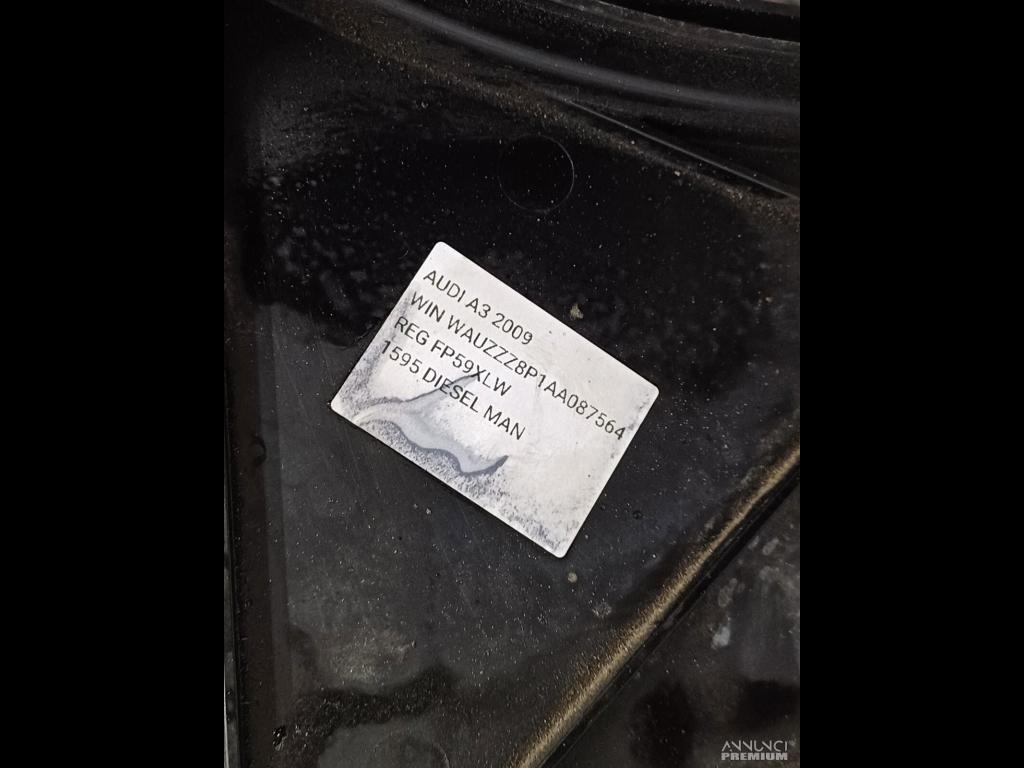 AUDI A3 2009
WIN WAUZZZ8P1AA087564
REG FP59XLW
1595 DIESEL MAN
ANNUNCI
PREMIUM